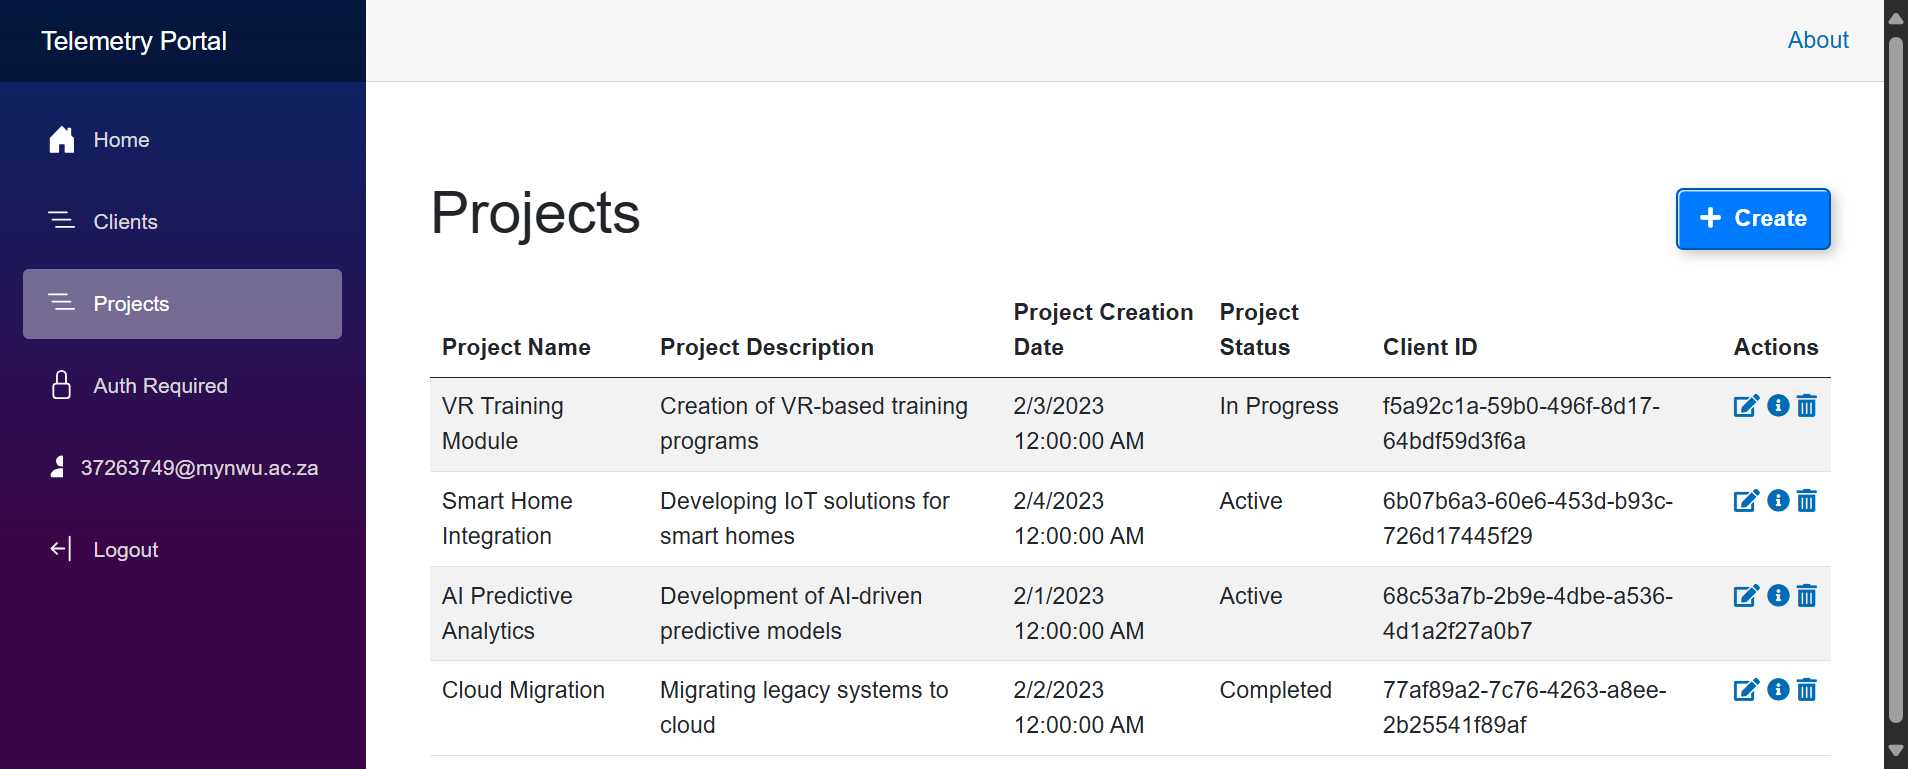 Telemetry Portal
About
Home
Clients
Projects
Auth Required
37263749@mynwu.ac.za
Logout
Projects
Create
Project Name Project Description Project Creation Date Project Status Client ID Actions
VR Training Module Creation of VR-based training programs 2/3/2023 12:00:00 AM In Progress f5a92c1a-59b0-496f-8d17-64bdf59d3f6a
Smart Home Integration Developing IoT solutions for smart homes 2/4/2023 12:00:00 AM Active 6b07b6a3-60e6-453d-b93c-726d17445f29
AI Predictive Analytics Development of AI-driven predictive models 2/1/2023 12:00:00 AM Active 68c53a7b-2b9e-4dbe-a536-4d1a2f27a0b7
Cloud Migration Migrating legacy systems to cloud 2/2/2023 12:00:00 AM Completed 77af89a2-7c76-4263-a8ee-2b25541f89af